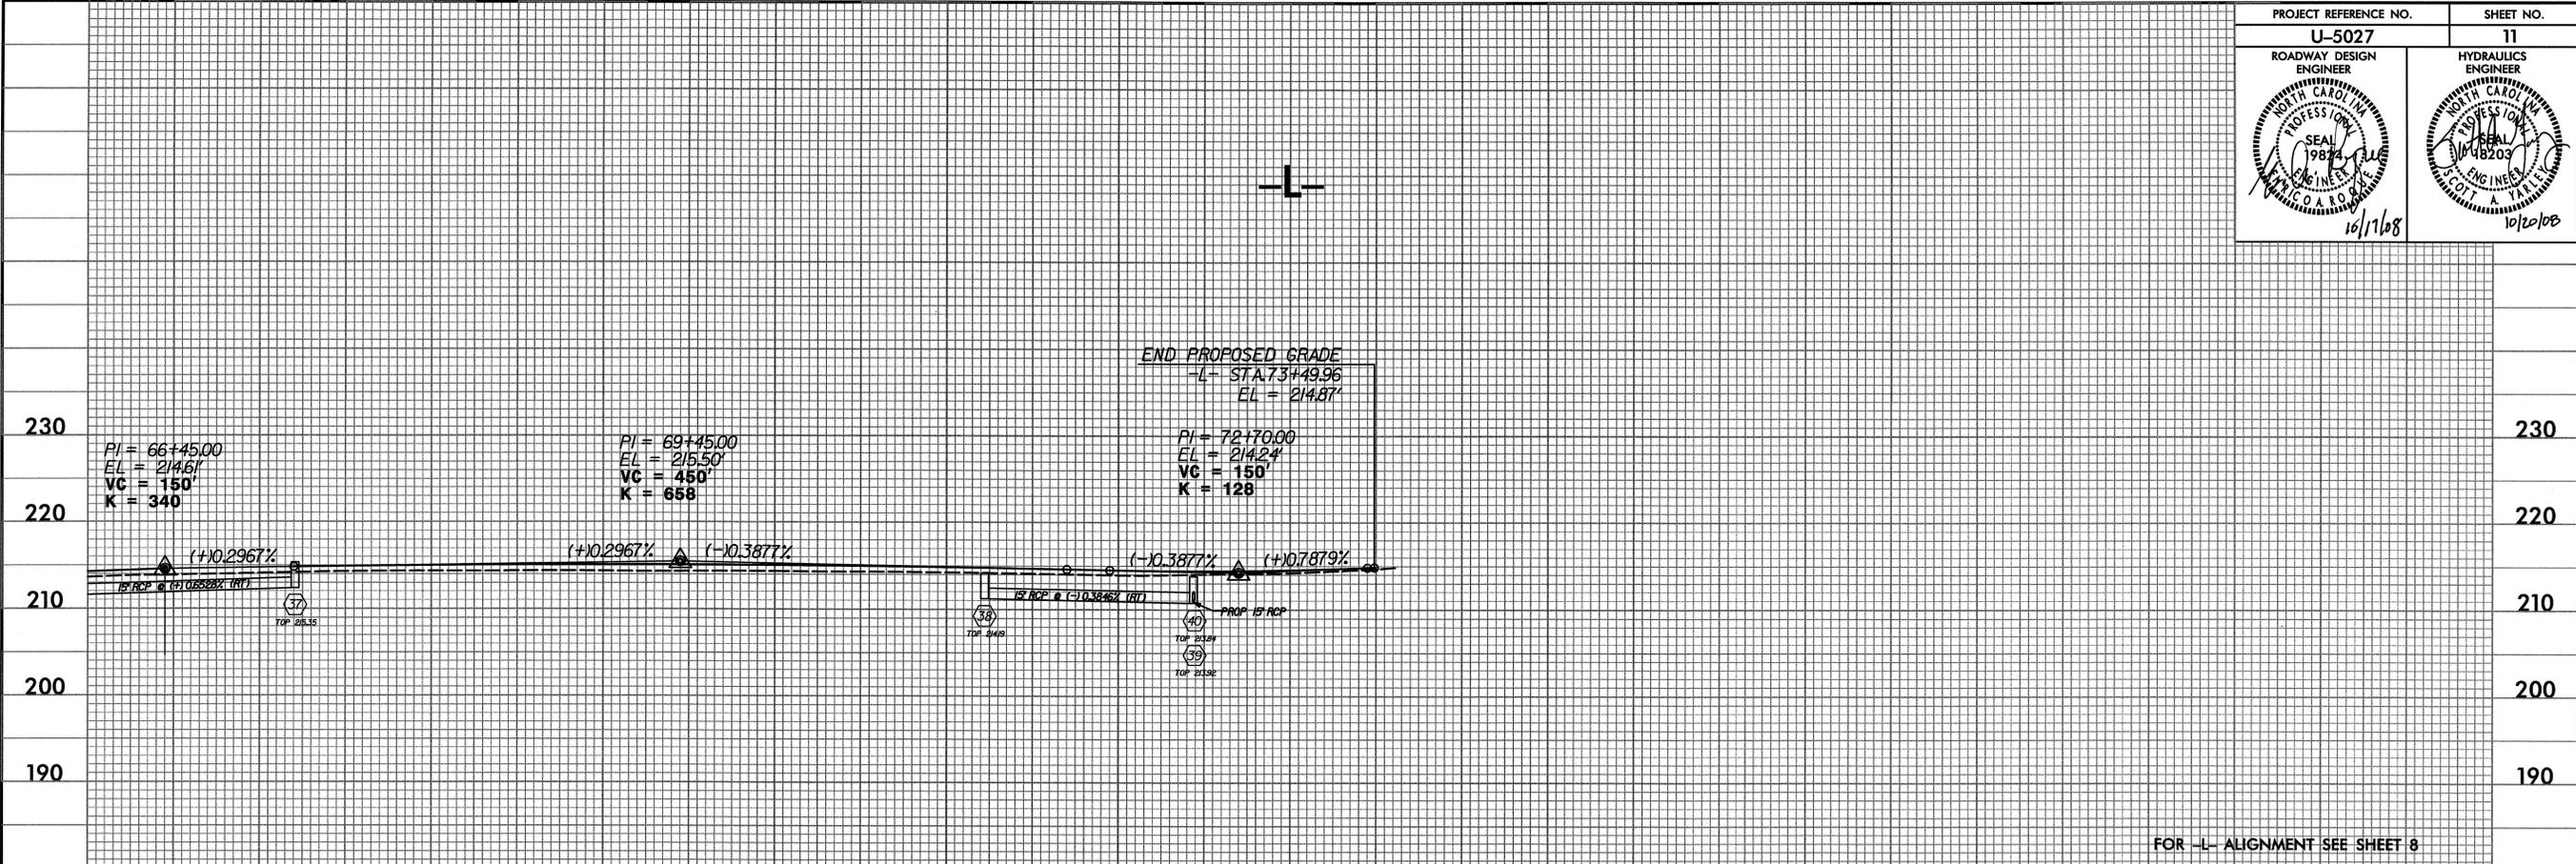 PROJECT REFERENCE NO.
SHEET NO.
U-5027
11
ROADWAY DESIGN
ENGINEER
HYDRAULICS
ENGINEER
NORTH CAROLINA
PROFESSIONAL
SEAL
19824
ENGINEER
ENRICO A. ROQUE
10/17/08
NORTH CAROLINA
PROFESSIONAL
SEAL
18203
ENGINEER
SCOTT A. YARLEY
10/20/08
-L-
END PROPOSED GRADE
-L- STA.73+49.96
EL = 214.87'
230
PI = 66+45.00
EL = 214.61'
VC = 150'
K = 340
PI = 69+45.00
EL = 215.50'
VC = 450'
K = 658
PI = 72+70.00
EL = 214.24'
VC = 150'
K = 128
230
220
220
(+)0.2967%
(+)0.2967%
(-)0.3877%
(-)0.3877%
(+)0.7879%
15" RCP @ (+) 0.6528% (RT)
15" RCP @ (-) 0.3846% (RT)
PROP 15" RCP
210
210
37
TOP 215.35
38
TOP 214.19
40
TOP 213.84
39
TOP 213.92
200
200
190
190
FOR -L- ALIGNMENT SEE SHEET 8